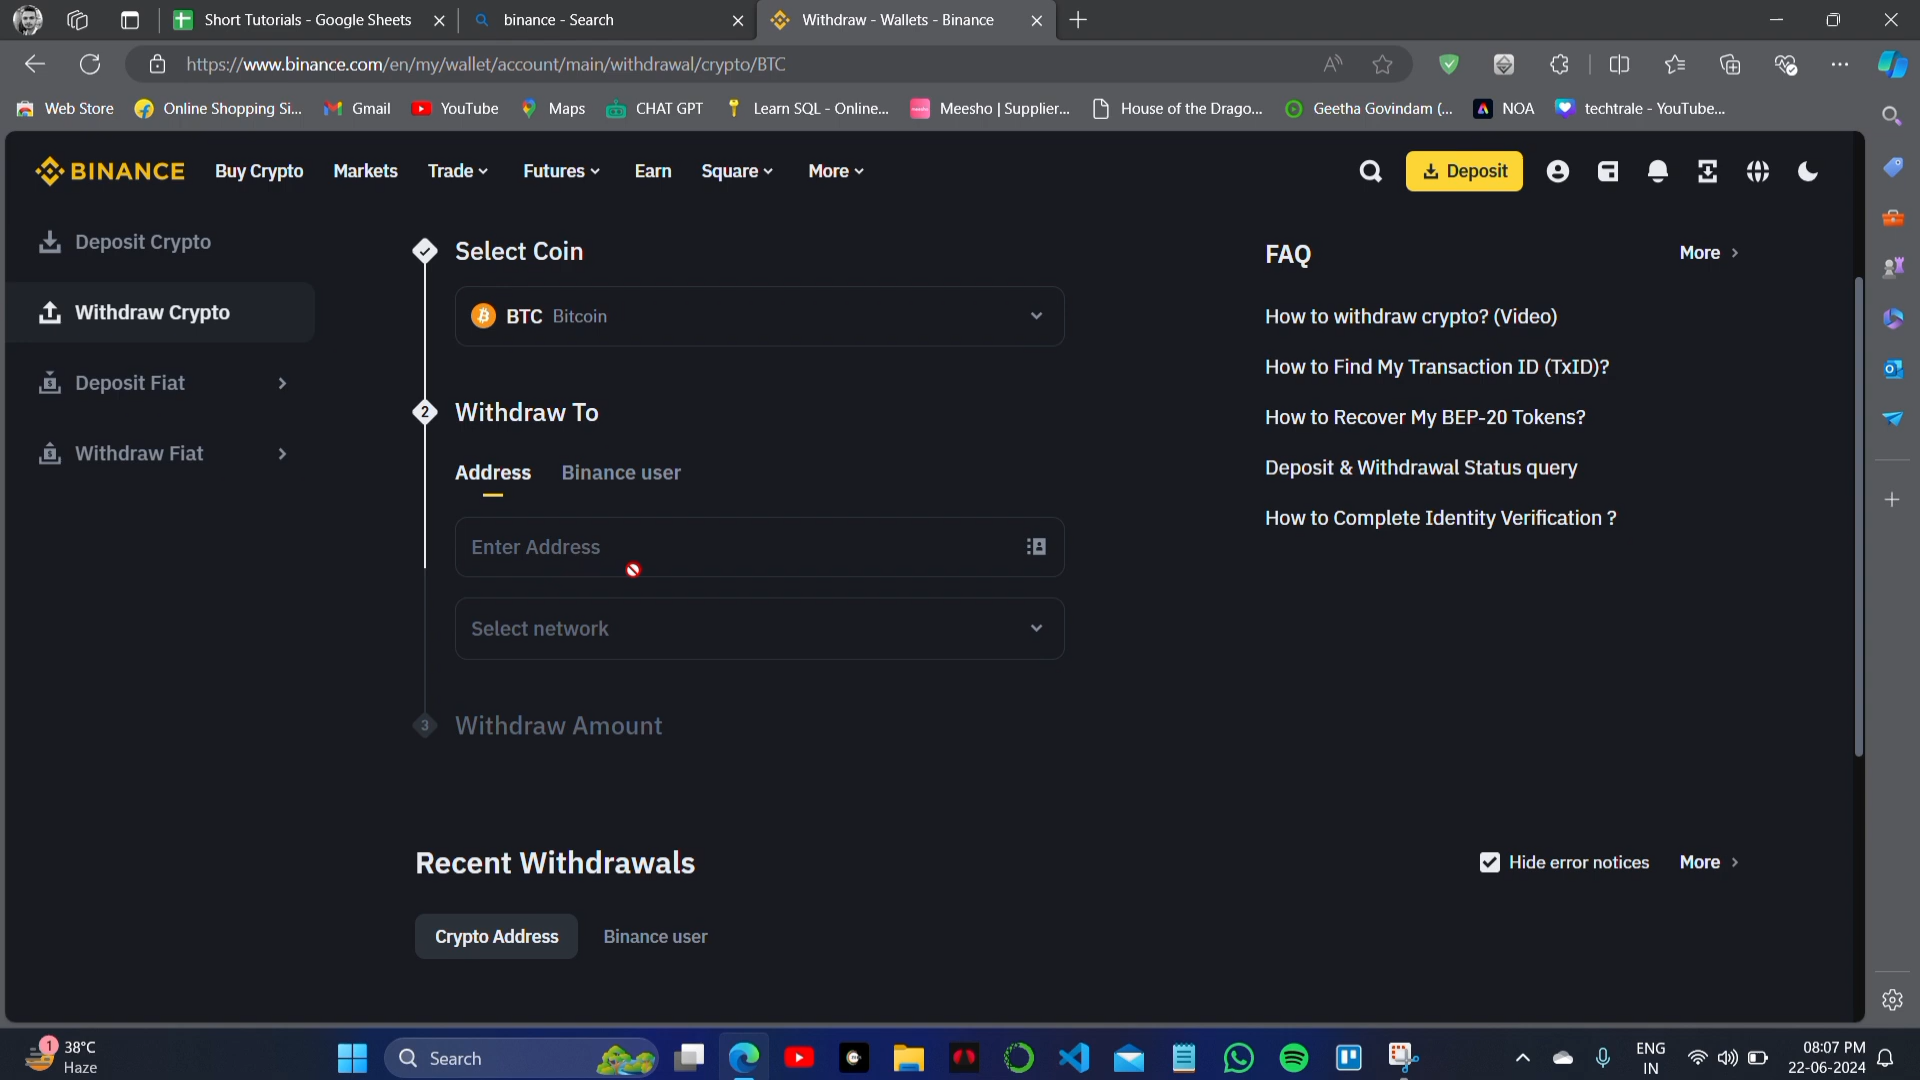 Short Tutorials - Google Sheets
binance - Search
Withdraw - Wallets - Binance
https://www.binance.com/en/my/wallet/account/main/withdrawal/crypto/BTC
Web Store
Online Shopping Si...
Gmail
YouTube
Maps
CHAT GPT
Learn SQL - Online...
Meesho | Supplier...
House of the Drago...
Geetha Govindam (...
NOA
techtrale - YouTube...
BINANCE
Buy Crypto
Markets
Trade
Futures
Earn
Square
More
Deposit
Deposit Crypto
Withdraw Crypto
Deposit Fiat
Withdraw Fiat
Select Coin
BTC Bitcoin
2 Withdraw To
Address
Binance user
Enter Address
Select network
3 Withdraw Amount
FAQ
More
How to withdraw crypto? (Video)
How to Find My Transaction ID (TxID)?
How to Recover My BEP-20 Tokens?
Deposit & Withdrawal Status query
How to Complete Identity Verification ?
Recent Withdrawals
Hide error notices
More
Crypto Address
Binance user
1
38°C
Haze
Search
ENG
IN
08:07 PM
22-06-2024